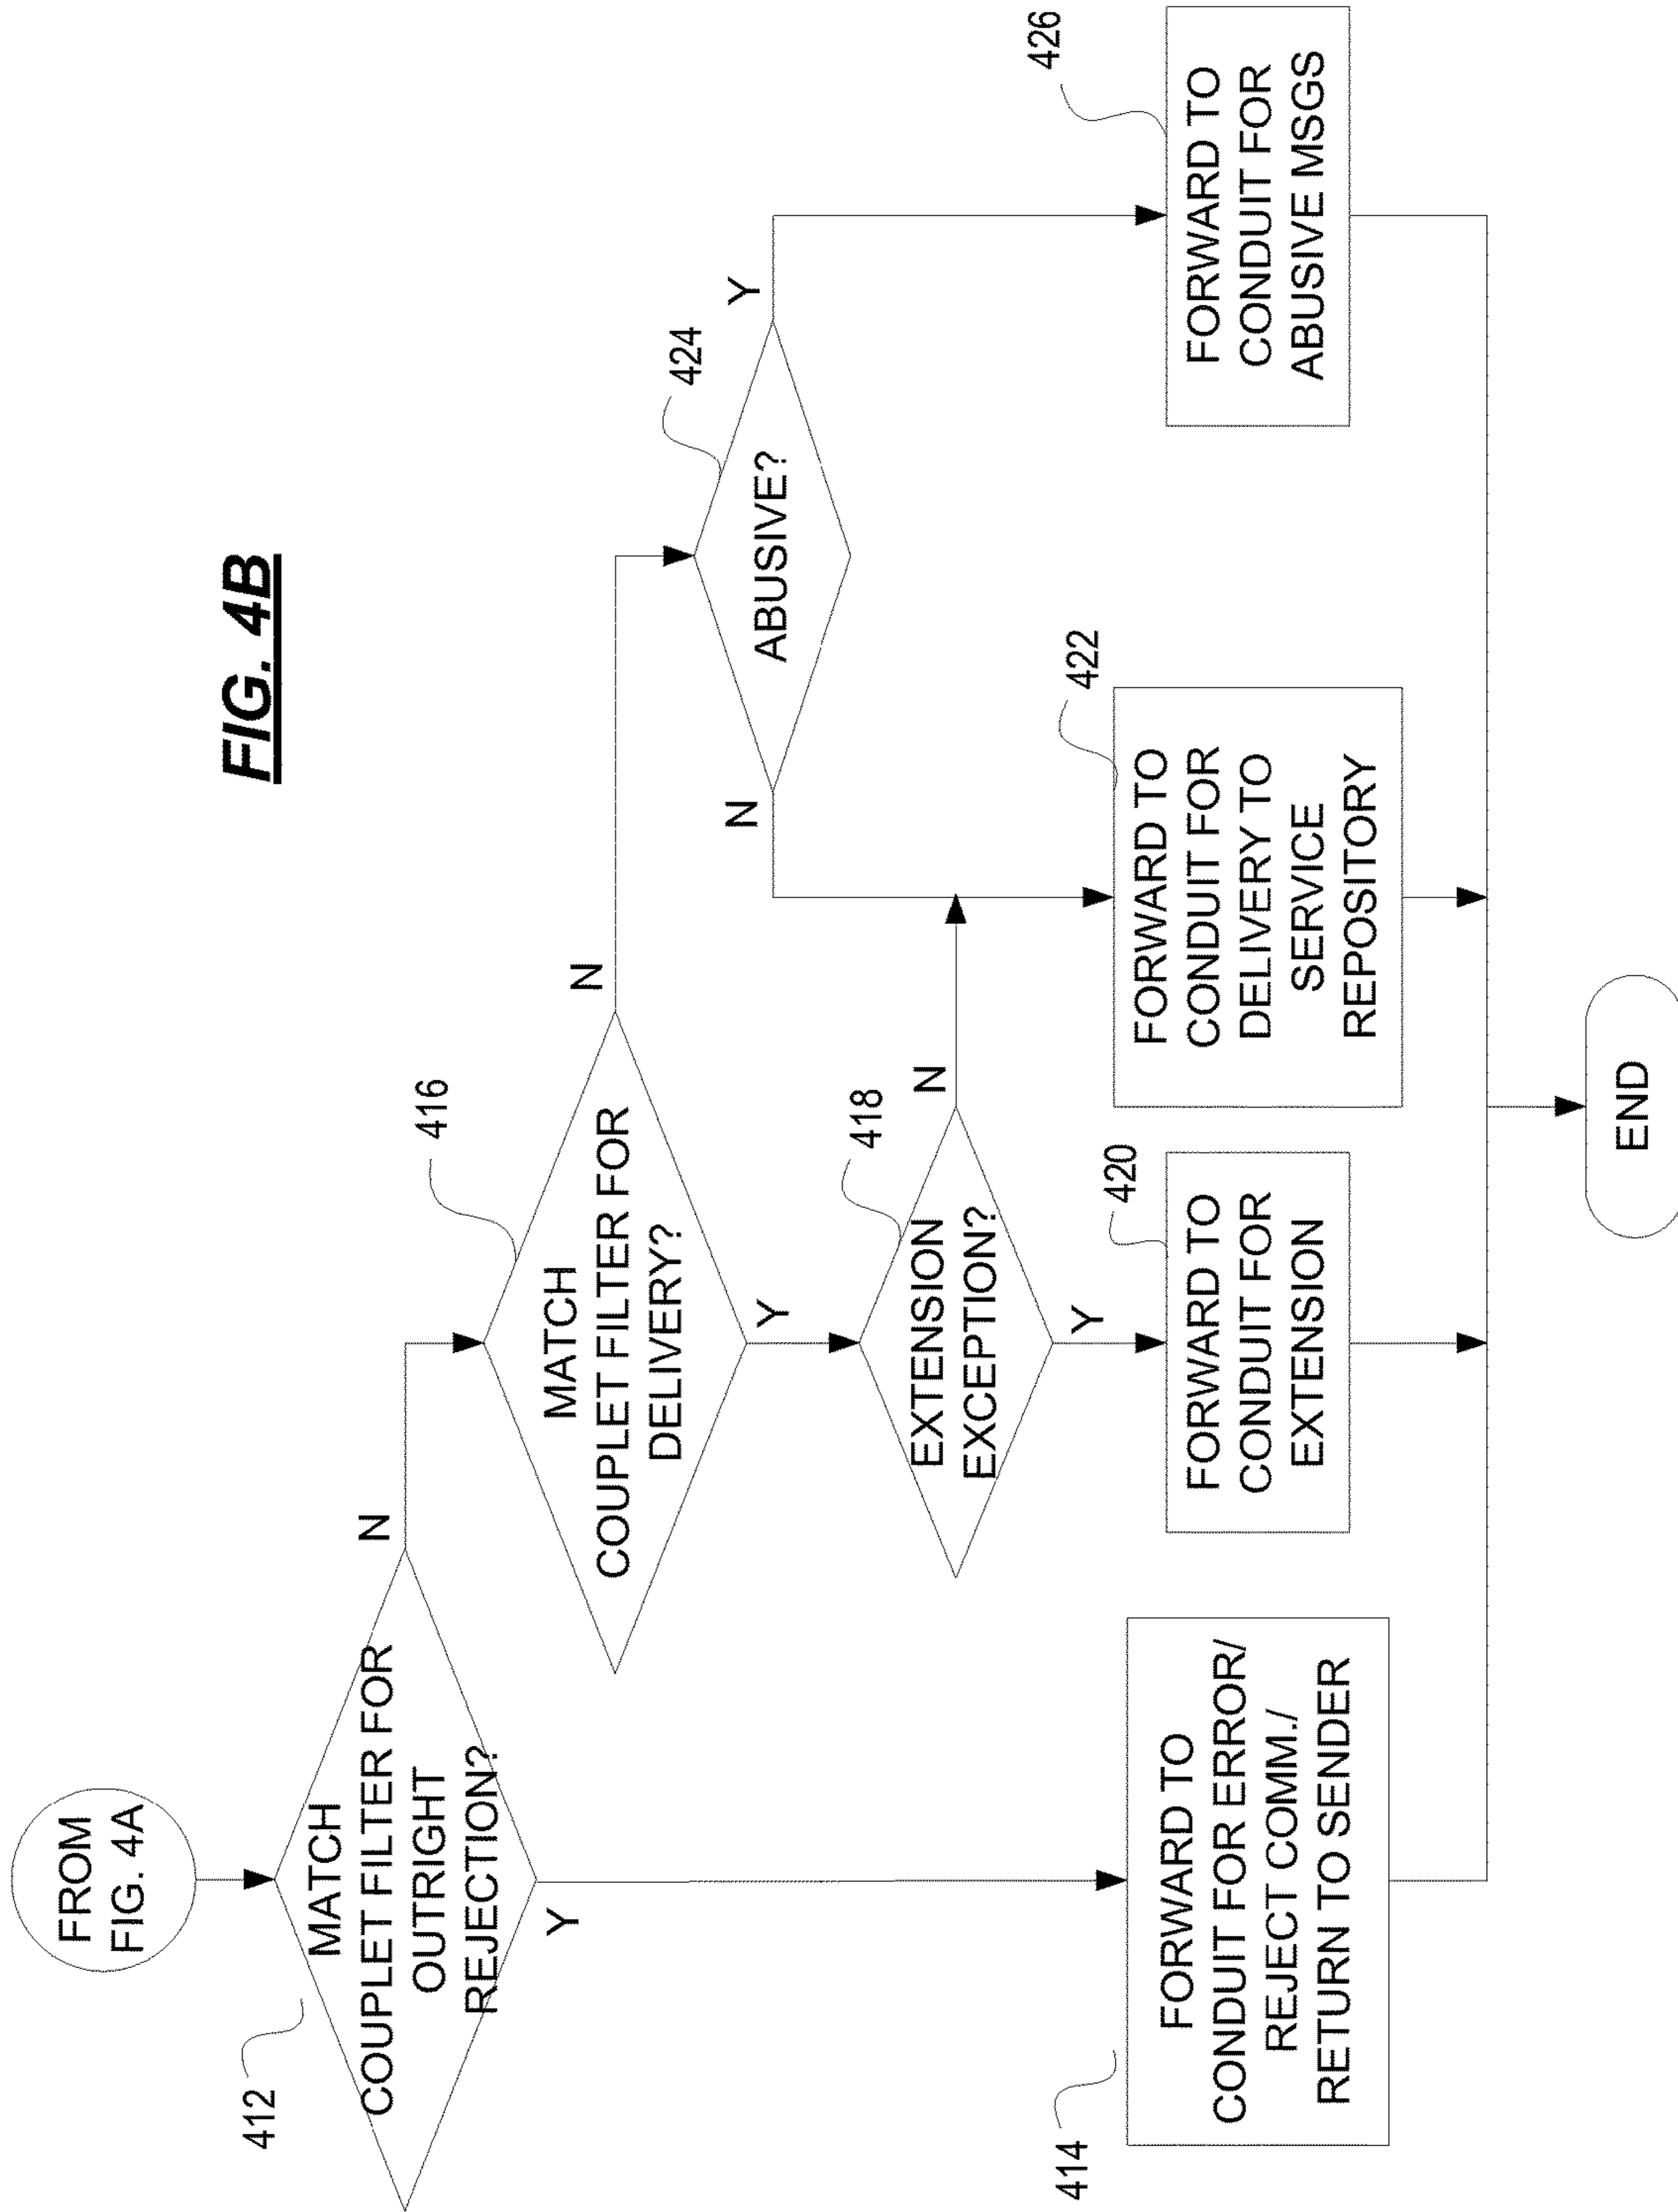 FIG. 4B
FROM
FIG. 4A
412
MATCH
COUPLET FILTER FOR
OUTRIGHT
REJECTION?
N
Y
416
MATCH
COUPLET FILTER FOR
DELIVERY?
N
Y
424
ABUSIVE?
N
Y
418
EXTENSION
EXCEPTION?
N
Y
414
FORWARD TO
CONDUIT FOR ERROR/
REJECT COMM./
RETURN TO SENDER
420
FORWARD TO
CONDUIT FOR
EXTENSION
422
FORWARD TO
CONDUIT FOR
DELIVERY TO
SERVICE
REPOSITORY
426
FORWARD TO
CONDUIT FOR
ABUSIVE MSGS
END